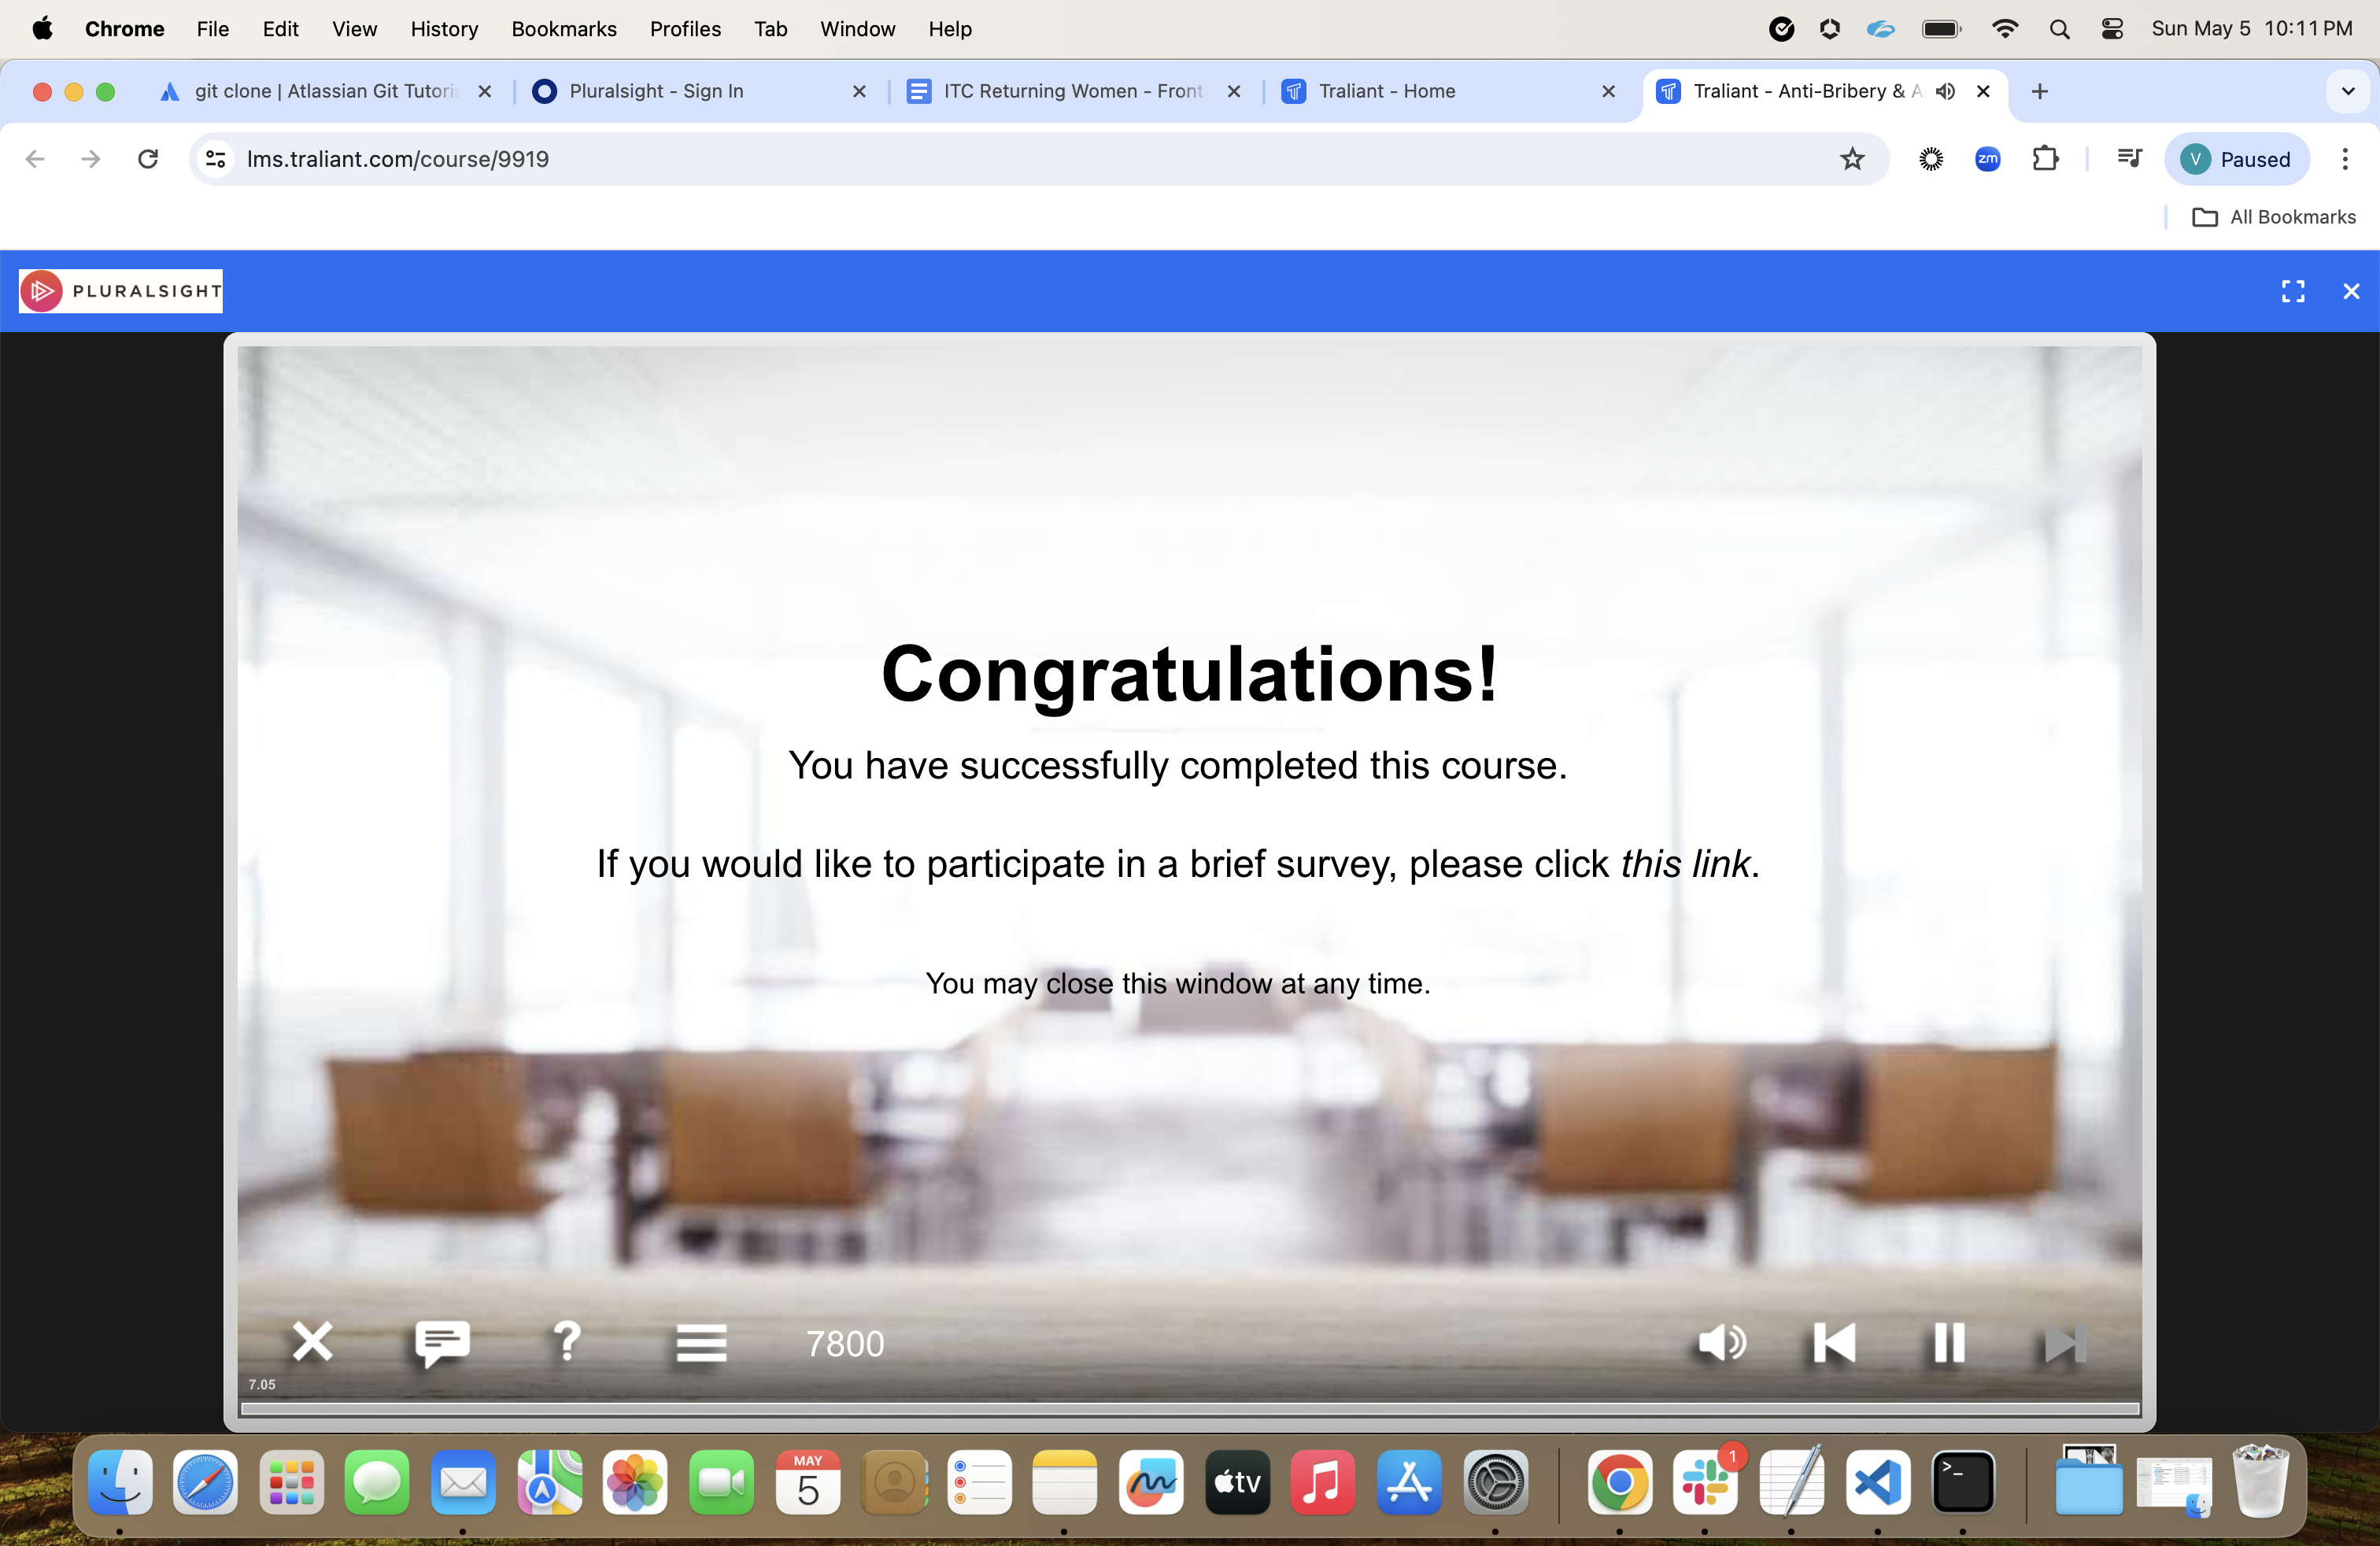 Chrome File Edit View History Bookmarks Profiles Tab Window Help Sun May 5 10:11 PM
git clone | Atlassian Git Tutori Pluralsight - Sign In ITC Returning Women - Front Traliant - Home Traliant - Anti-Bribery & A
lms.traliant.com/course/9919 zm V Paused
All Bookmarks
PLURALSIGHT
Congratulations!
You have successfully completed this course.
If you would like to participate in a brief survey, please click this link.
You may close this window at any time.
? 7800
7.05
MAY
5
tv
1
>_